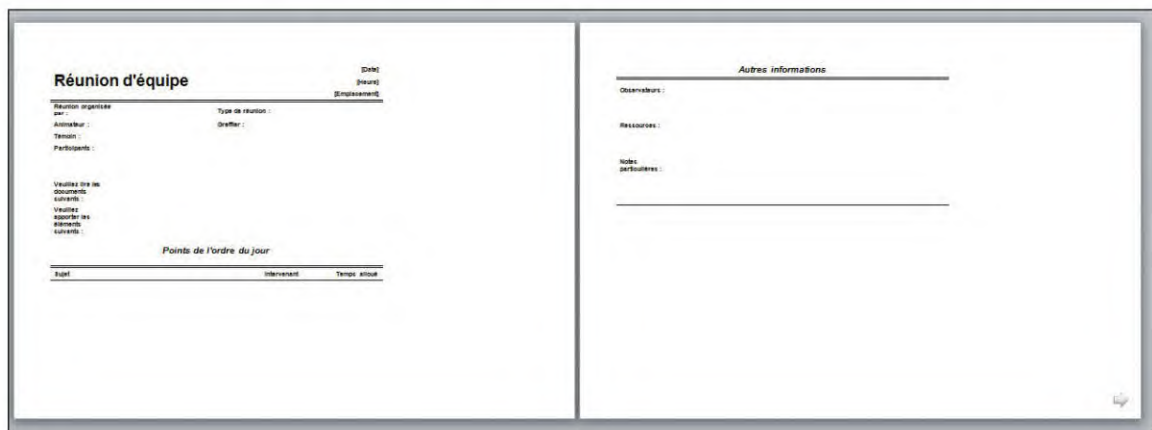 Réunion d'équipe
[Date]
[Heure]
[Emplacement]
Réunion organisée
par :
Type de réunion :
Animateur :
Greffier :
Témoin :
Participants :
Veuillez lire les
documents
suivants :
Veuillez
apporter les
éléments
suivants :
Points de l'ordre du jour
Sujet Intervenant Temps alloué
Autres informations
Observateurs :
Ressources :
Notes
particulières :